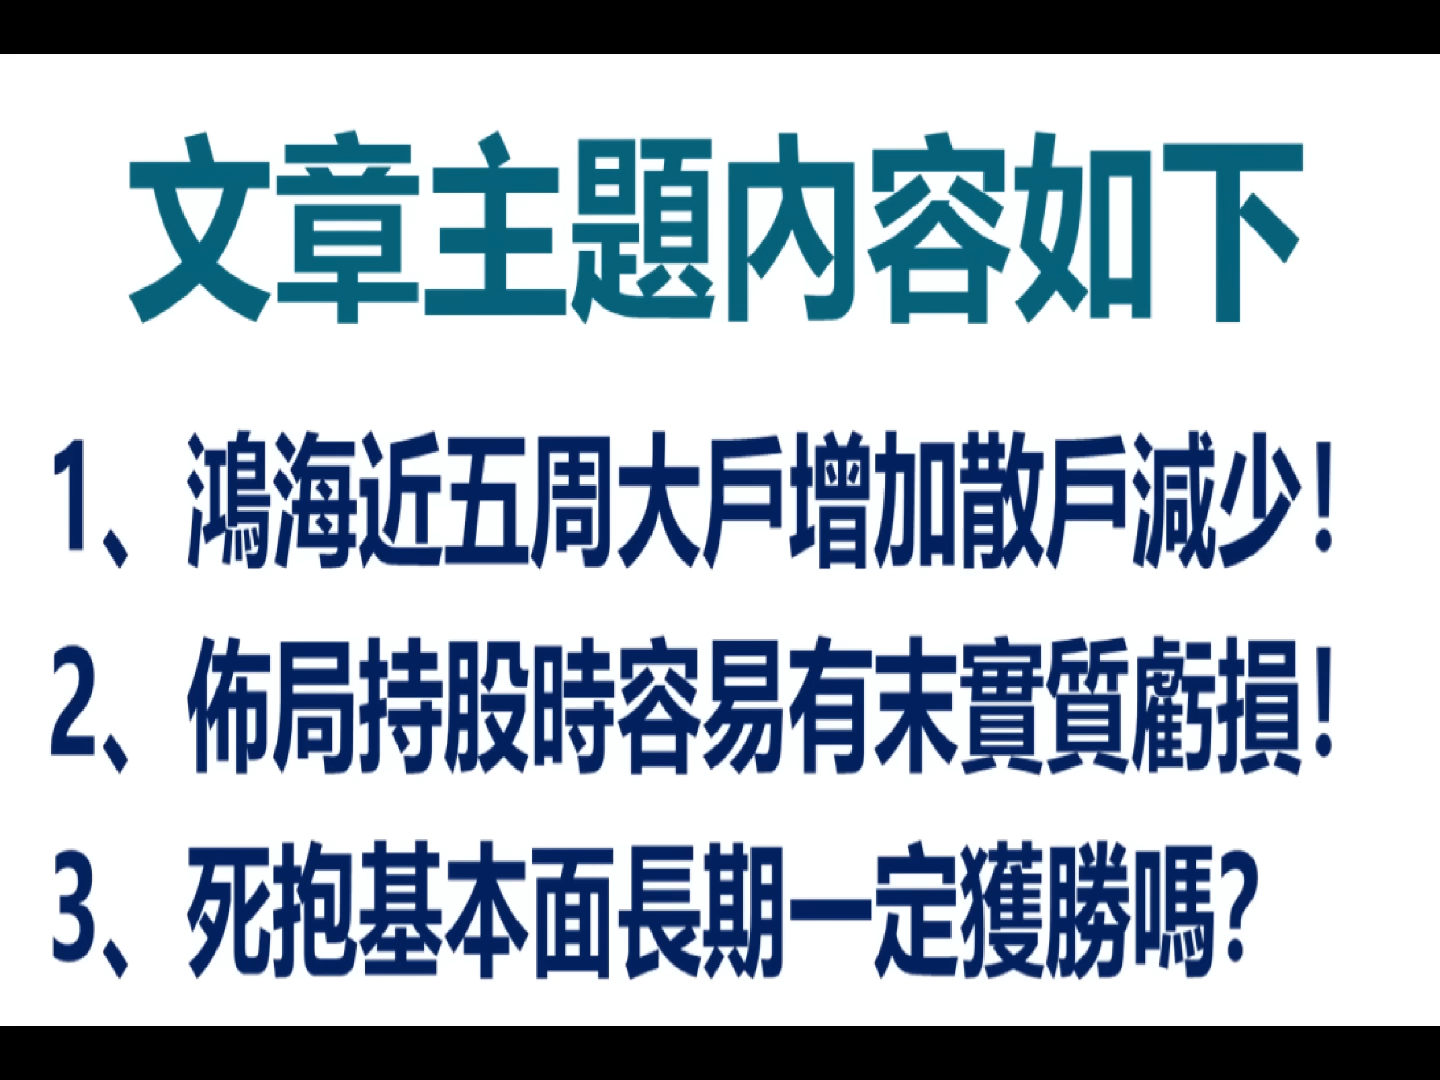 文章主題內容如下
1、鴻海近五周大戶增加散戶減少！
2、佈局持股時容易有末實質虧損！
3、死抱基本面長期一定獲勝嗎？